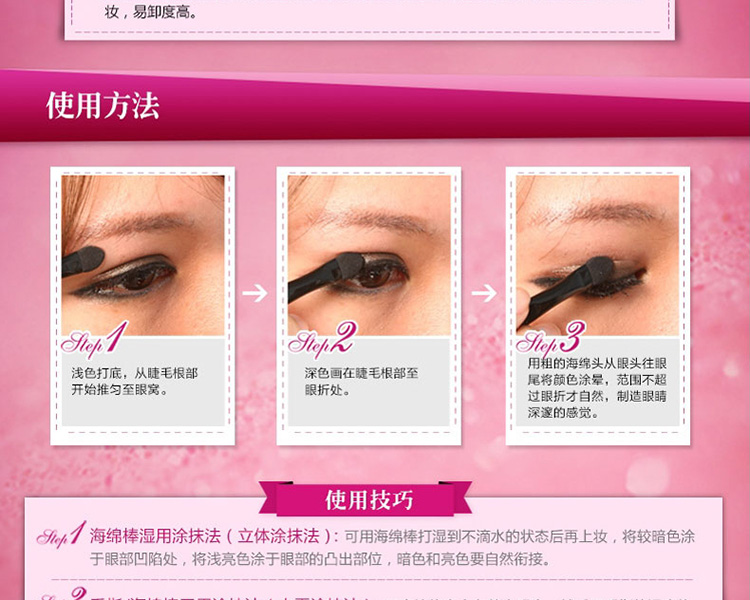 妆，易卸度高。
使用方法
Step 1
浅色打底，从睫毛根部
开始推匀至眼窝。
Step 2
深色画在睫毛根部至
眼折处。
Step 3
用粗的海绵头从眼头往眼
尾将颜色涂晕，范围不超
过眼折才自然，制造眼睛
深邃的感觉。
使用技巧
Step 1 海绵棒湿用涂抹法（立体涂抹法）：可用海绵棒打湿到不滴水的状态后再上妆，将较暗色涂
于眼部凹陷处，将浅亮色涂于眼部的凸出部位，暗色和亮色要自然衔接。